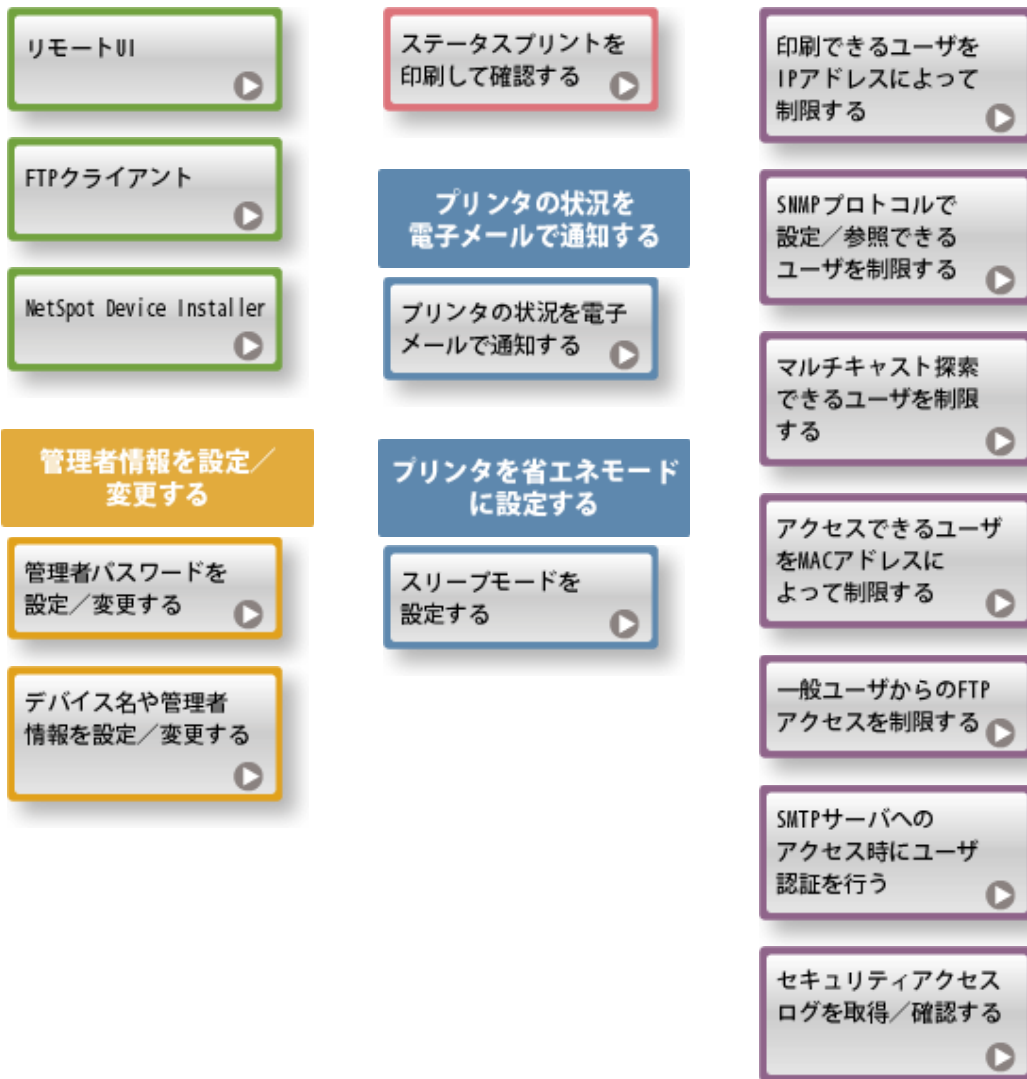 リモートUI
FTPクライアント
NetSpot Device Installer
管理者情報を設定／
変更する
管理者パスワードを
設定／変更する
デバイス名や管理者
情報を設定／変更する
ステータスプリントを
印刷して確認する
プリンタの状況を
電子メールで通知する
プリンタの状況を電子
メールで通知する
プリンタを省エネモード
に設定する
スリープモードを
設定する
印刷できるユーザを
IPアドレスによって
制限する
SNMPプロトコルで
設定／参照できる
ユーザを制限する
マルチキャスト探索
できるユーザを制限
する
アクセスできるユーザ
をMACアドレスに
よって制限する
一般ユーザからのFTP
アクセスを制限する
SMTPサーバへの
アクセス時にユーザ
認証を行う
セキュリティアクセス
ログを取得／確認する